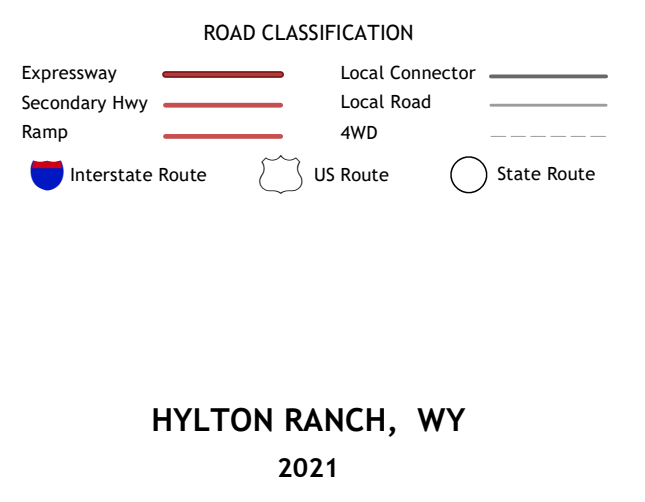 ROAD CLASSIFICATION
Expressway
Local Connector
Secondary Hwy
Local Road
Ramp
4WD
Interstate Route
US Route
State Route
HYLTON RANCH, WY
2021